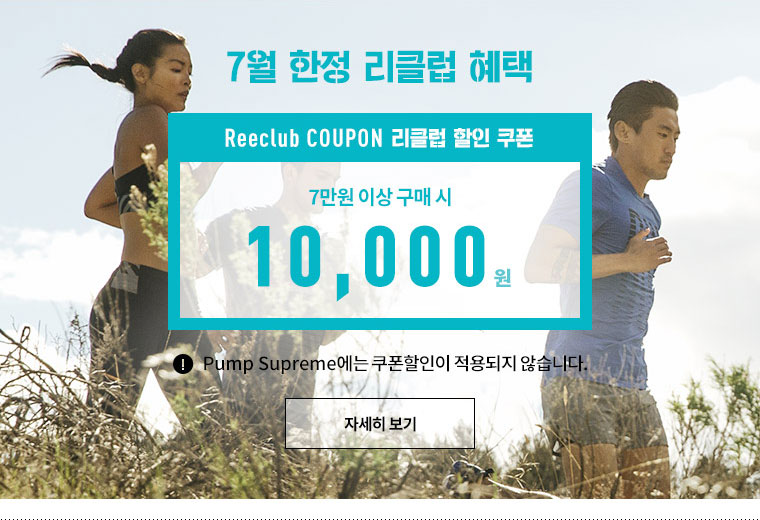 7월 한정 리클럽 혜택
Reeclub COUPON 리클럽 할인 쿠폰
7만원 이상 구매 시
10,000원
! Pump Supreme에는 쿠폰할인이 적용되지 않습니다.
자세히 보기